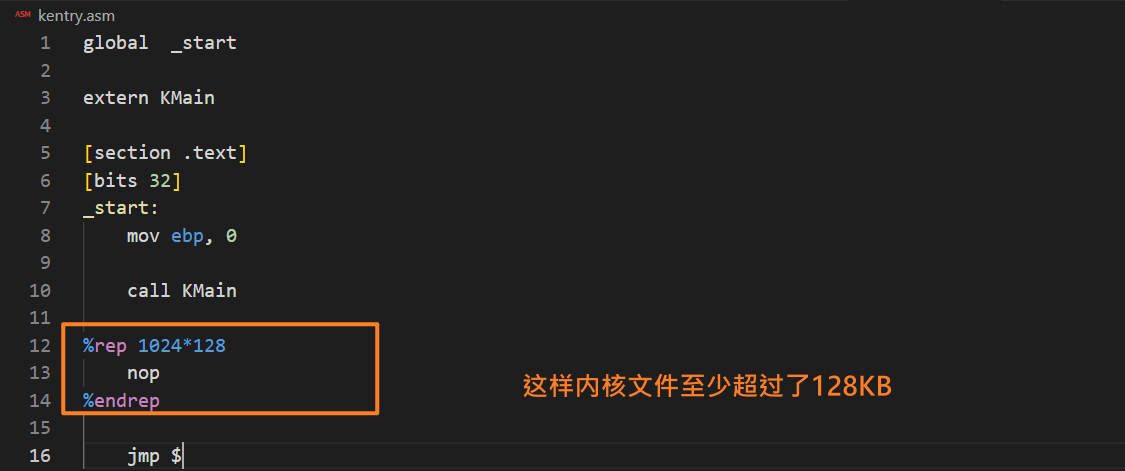 ASM kentry.asm
1 global  _start
2
3 extern KMain
4
5 [section .text]
6 [bits 32]
7 _start:
8     mov ebp, 0
9
10     call KMain
11
12 %rep 1024*128
13     nop
14 %endrep
这样内核文件至少超过了128KB
15
16     jmp $